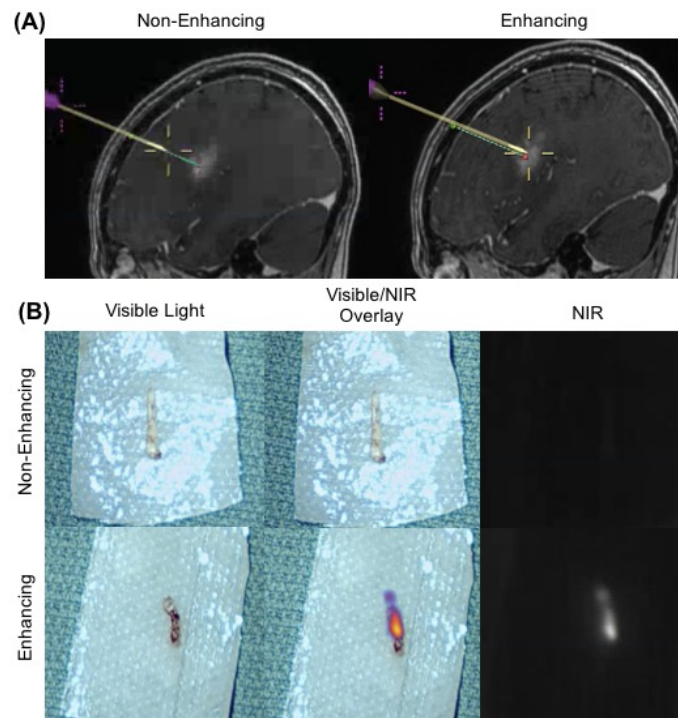 (A)
Non-Enhancing
Enhancing
(B)
Visible Light
Visible/NIR
Overlay
NIR
Non-Enhancing
Enhancing